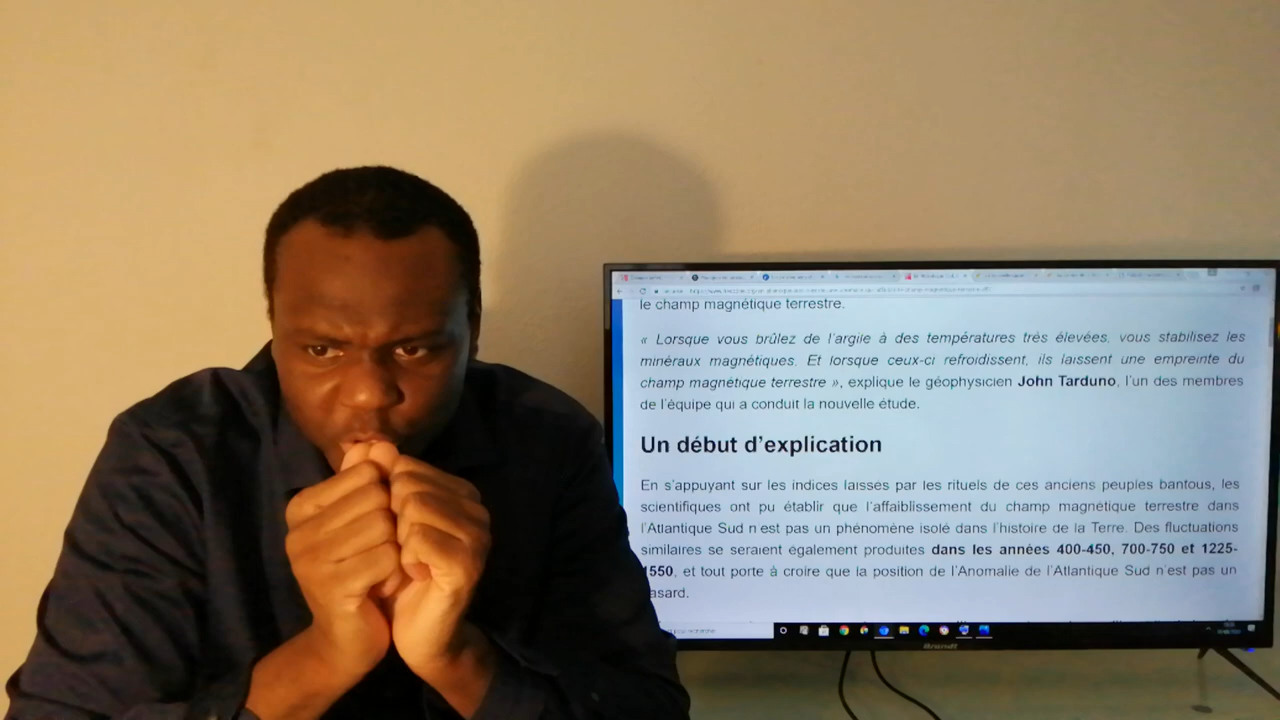 le champ magnétique terrestre.
« Lorsque vous brûlez de l'argile à des températures très élevées, vous stabilisez les
minéraux magnétiques. Et lorsque ceux-ci refroidissent, ils laissent une empreinte du
champ magnétique terrestre », explique le géophysicien John Tarduno, l'un des membres
de l'équipe qui a conduit la nouvelle étude.
Un début d'explication
En s'appuyant sur les indices laissés par les rituels de ces anciens peuples bantous, les
scientifiques ont pu établir que l'affaiblissement du champ magnétique terrestre dans
l'Atlantique Sud n'est pas un phénomène isolé dans l'histoire de la Terre. Des fluctuations
similaires se seraient également produites dans les années 400-450, 700-750 et 1225-
1550, et tout porte à croire que la position de l'Anomalie de l'Atlantique Sud n'est pas un
asard.
Brandt